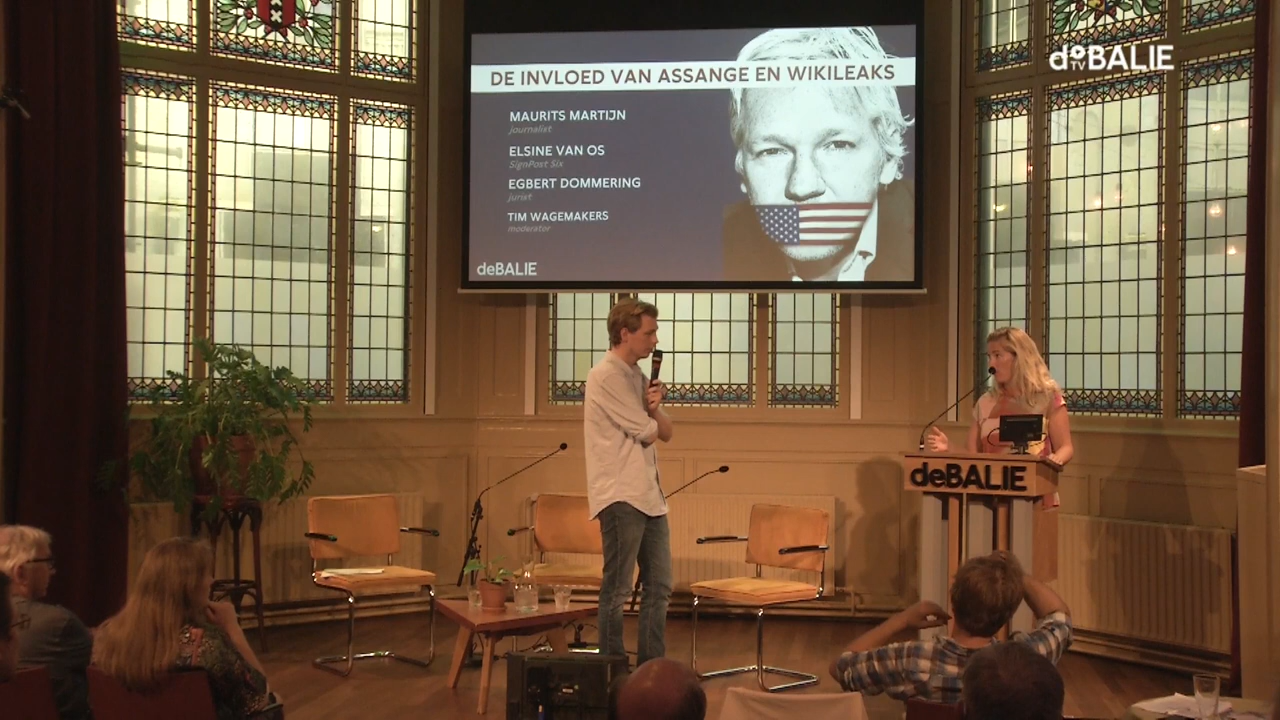 deBALIE
TV
DE INVLOED VAN ASSANGE EN WIKILEAKS
MAURITS MARTIJN
journalist
ELSINE VAN OS
SignPost Six
EGBERT DOMMERING
jurist
TIM WAGEMAKERS
moderator
deBALIE
deBALIE